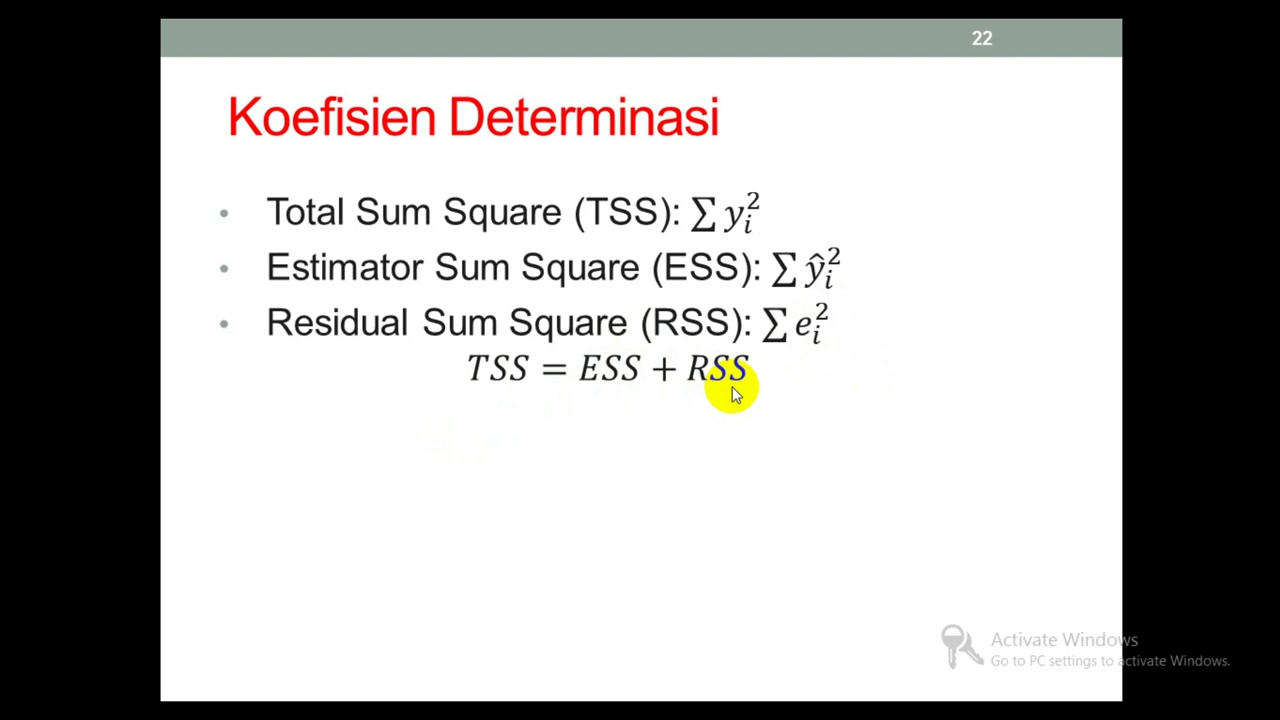 22
Koefisien Determinasi
• Total Sum Square (TSS): ∑ yᵢ²
• Estimator Sum Square (ESS): ∑ ŷᵢ²
• Residual Sum Square (RSS): ∑ eᵢ²
TSS = ESS + RSS
Activate Windows
Go to PC settings to activate Windows.